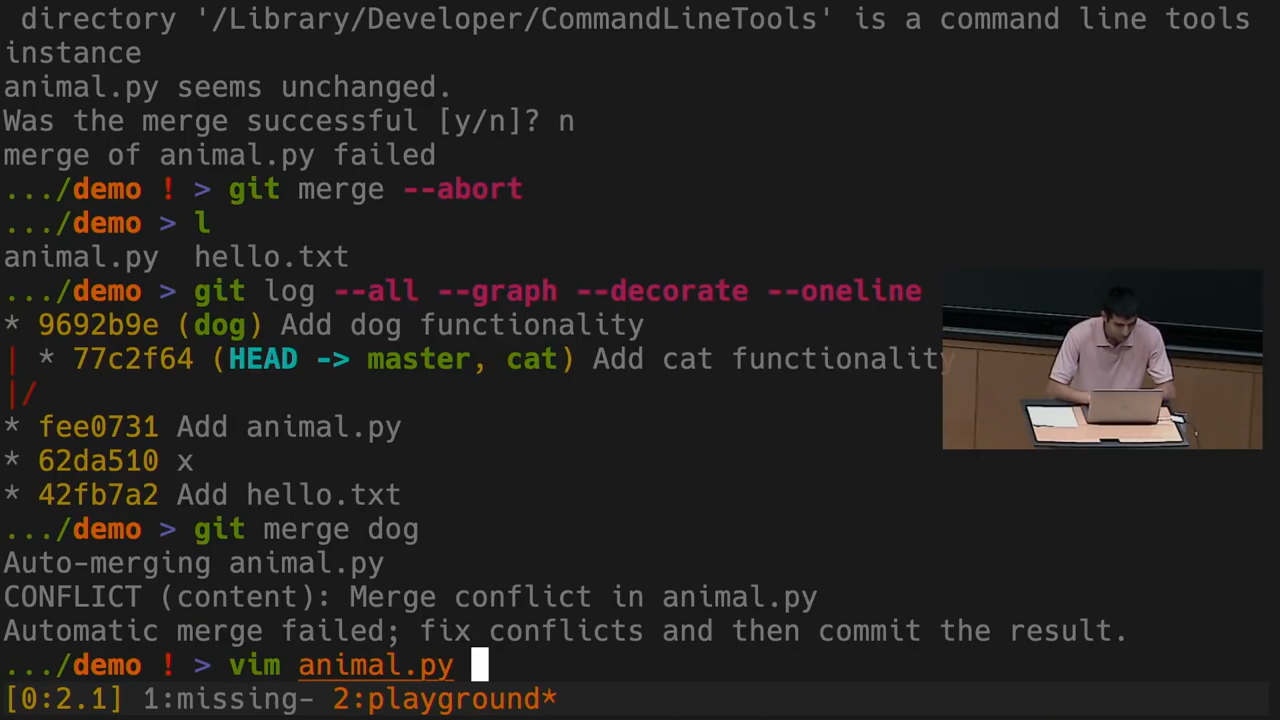 directory '/Library/Developer/CommandLineTools' is a command line tools
instance
animal.py seems unchanged.
Was the merge successful [y/n]? n
merge of animal.py failed
.../demo ! > git merge --abort
.../demo > l
animal.py  hello.txt
.../demo > git log --all --graph --decorate --oneline
* 9692b9e (dog) Add dog functionality
| * 77c2f64 (HEAD -> master, cat) Add cat functionality
|/
* fee0731 Add animal.py
* 62da510 x
* 42fb7a2 Add hello.txt
.../demo > git merge dog
Auto-merging animal.py
CONFLICT (content): Merge conflict in animal.py
Automatic merge failed; fix conflicts and then commit the result.
.../demo ! > vim animal.py
[0:2.1] 1:missing- 2:playground*